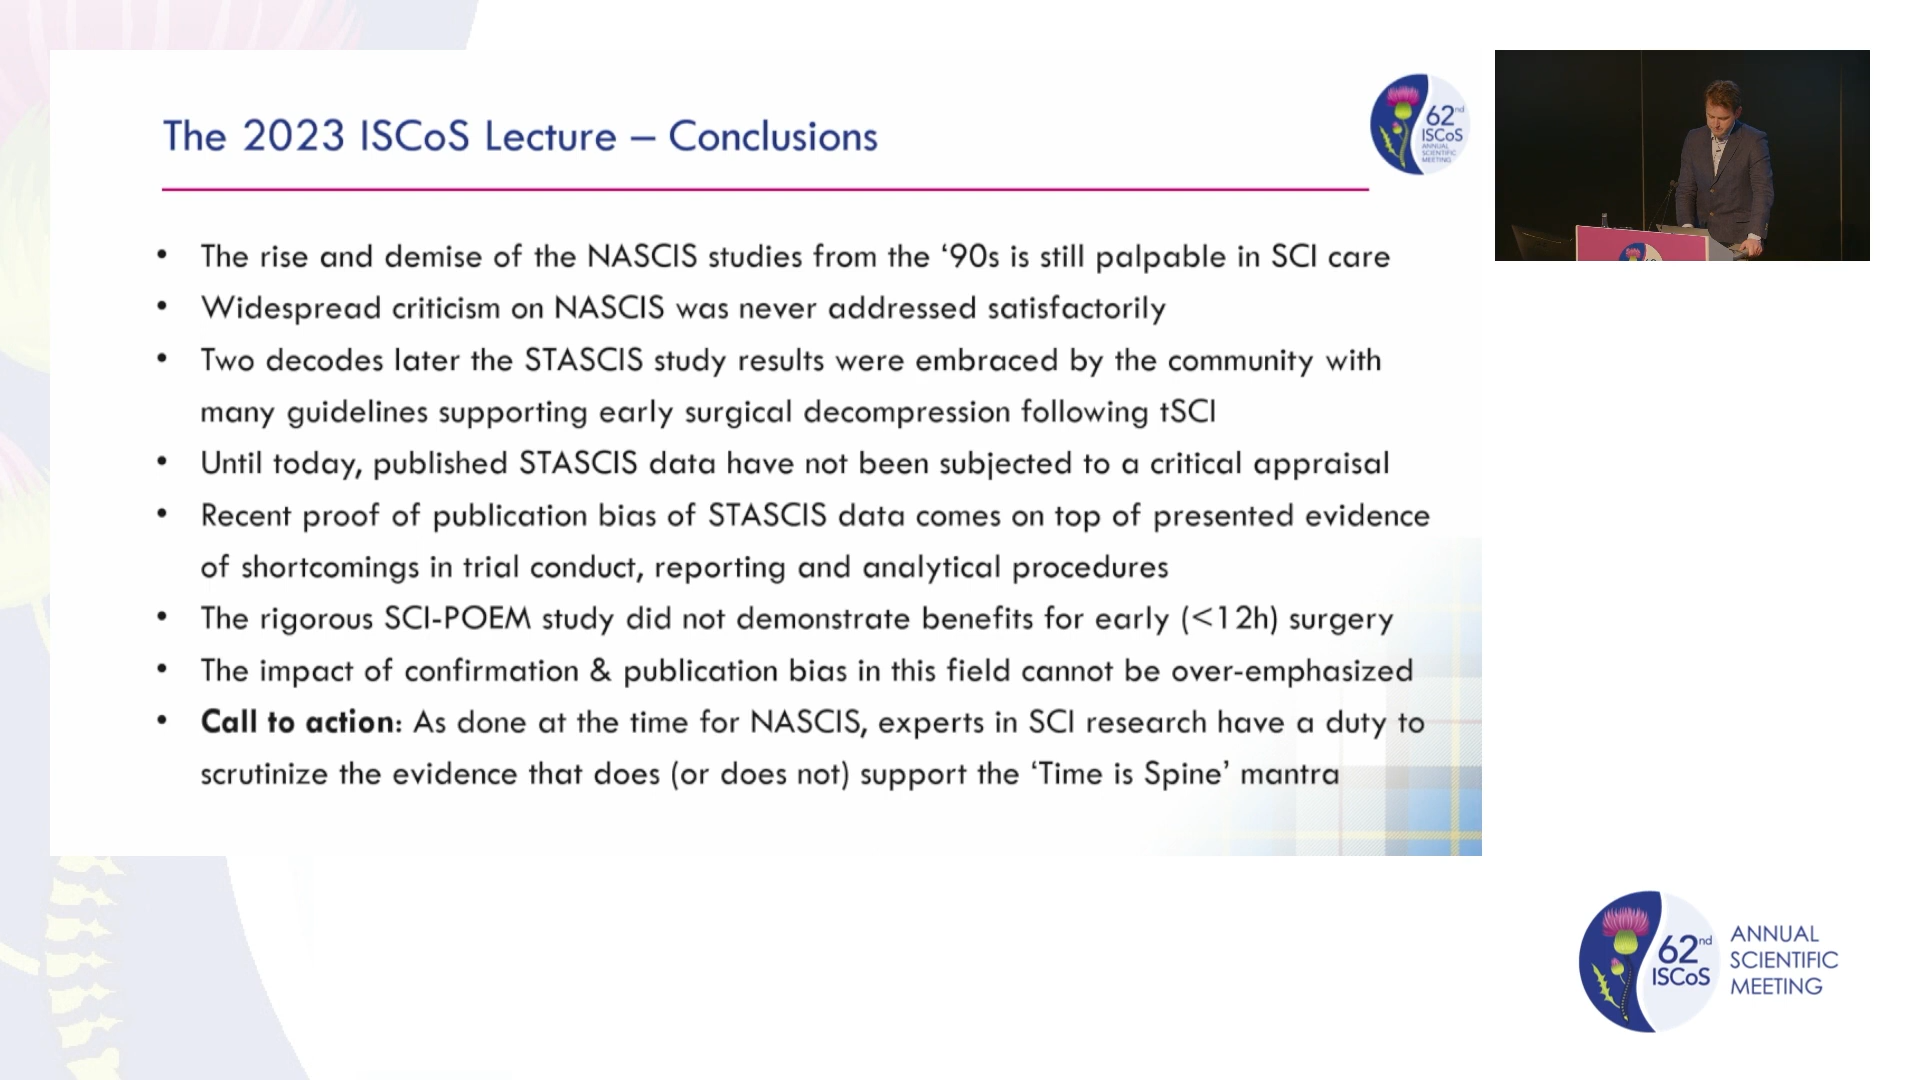 The 2023 ISCoS Lecture – Conclusions
62nd
ISCoS
ANNUAL
SCIENTIFIC
MEETING
• The rise and demise of the NASCIS studies from the ‘90s is still palpable in SCI care
• Widespread criticism on NASCIS was never addressed satisfactorily
• Two decodes later the STASCIS study results were embraced by the community with
many guidelines supporting early surgical decompression following tSCI
• Until today, published STASCIS data have not been subjected to a critical appraisal
• Recent proof of publication bias of STASCIS data comes on top of presented evidence
of shortcomings in trial conduct, reporting and analytical procedures
• The rigorous SCI-POEM study did not demonstrate benefits for early (<12h) surgery
• The impact of confirmation & publication bias in this field cannot be over-emphasized
• Call to action: As done at the time for NASCIS, experts in SCI research have a duty to
scrutinize the evidence that does (or does not) support the ‘Time is Spine’ mantra
62nd
ISCoS
ANNUAL
SCIENTIFIC
MEETING